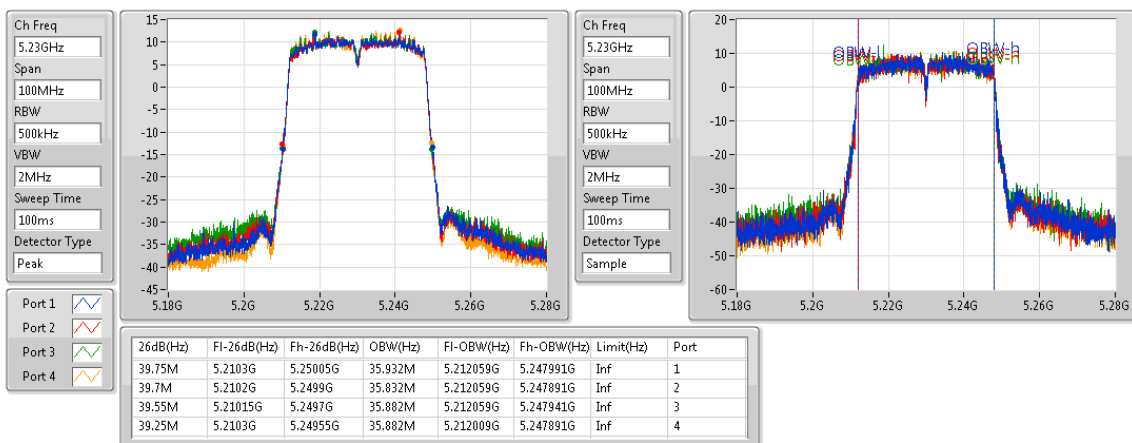 Ch Freq
5.23GHz
Span
100MHz
RBW
500kHz
VBW
2MHz
Sweep Time
100ms
Detector Type
Peak
15
10
5
0
-5
-10
-15
-20
-25
-30
-35
-40
-45
5.18G 5.2G 5.22G 5.24G 5.26G 5.28G
Ch Freq
5.23GHz
Span
100MHz
RBW
500kHz
VBW
2MHz
Sweep Time
100ms
Detector Type
Sample
20
10
0
-10
-20
-30
-40
-50
-60
5.18G 5.2G 5.22G 5.24G 5.26G 5.28G
Port 1
Port 2
Port 3
Port 4
26dB(Hz) Fl-26dB(Hz) Fh-26dB(Hz) OBW(Hz) Fl-OBW(Hz) Fh-OBW(Hz) Limit(Hz) Port
39.75M 5.2103G 5.25005G 35.932M 5.212059G 5.247991G Inf 1
39.7M 5.2102G 5.2499G 35.832M 5.212059G 5.247891G Inf 2
39.55M 5.21015G 5.2497G 35.882M 5.212059G 5.247941G Inf 3
39.25M 5.2103G 5.24955G 35.882M 5.212009G 5.247891G Inf 4